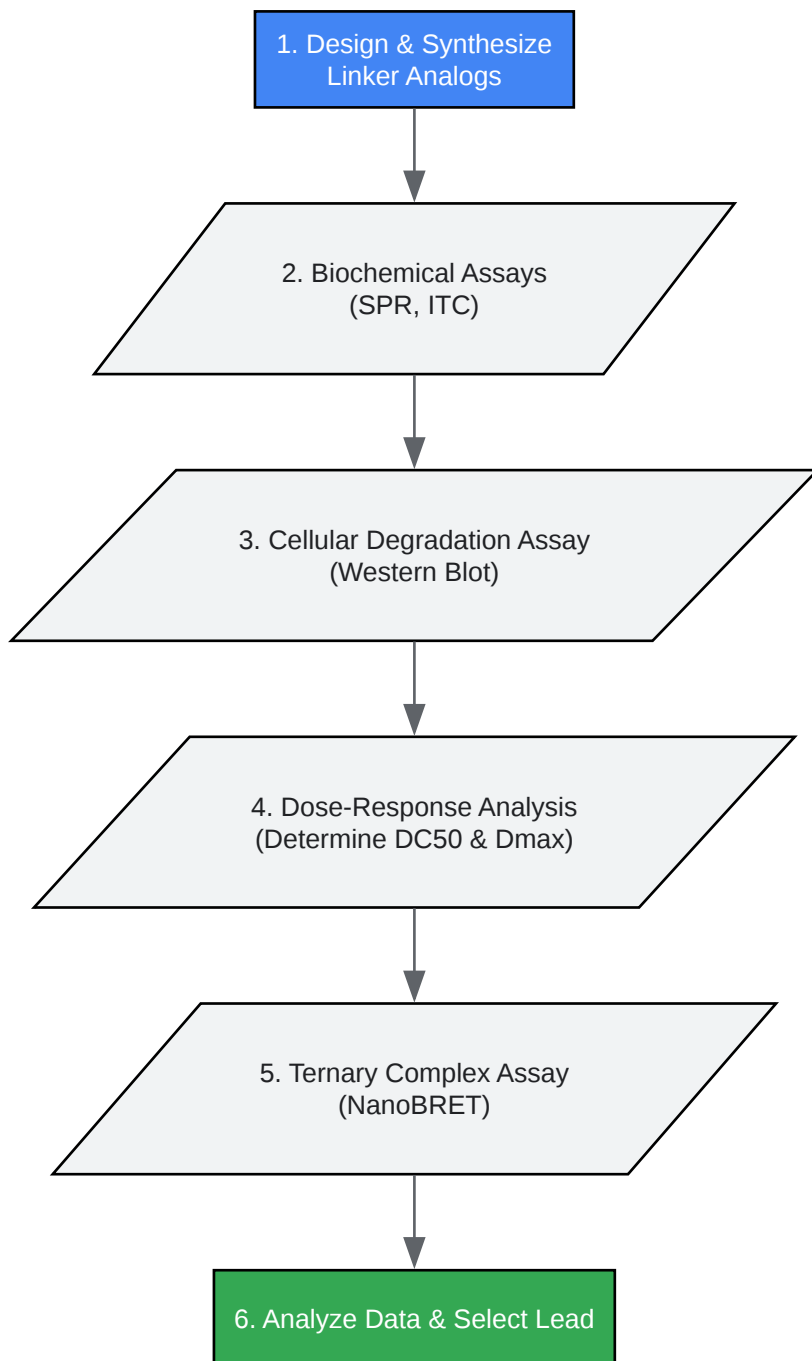 1. Design & Synthesize
Linker Analogs
2. Biochemical Assays
(SPR, ITC)
3. Cellular Degradation Assay
(Western Blot)
4. Dose-Response Analysis
(Determine DC50 & Dmax)
5. Ternary Complex Assay
(NanoBRET)
6. Analyze Data & Select Lead